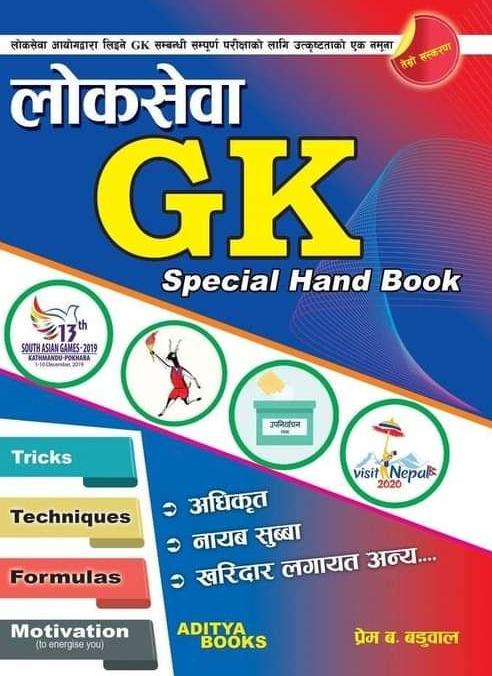 लोकसेवा आयोगद्वारा लिइने GK सम्बन्धी सम्पूर्ण परीक्षाको लागि उत्कृष्टताको एक नमूना
तेस्रो संस्करण
लोकसेवा
GK
Special Hand Book
13th
SOUTH ASIAN GAMES - 2019
KATHMANDU-POKHARA
1-10 December, 2019
उपनिर्वाचन
visit Nepal
2020
Tricks
Techniques
Formulas
Motivation
(to energise you)
अधिकृत
नायब सुब्बा
खरिदार लगायत अन्य....
ADITYA
BOOKS
प्रेम ब. बडुवाल